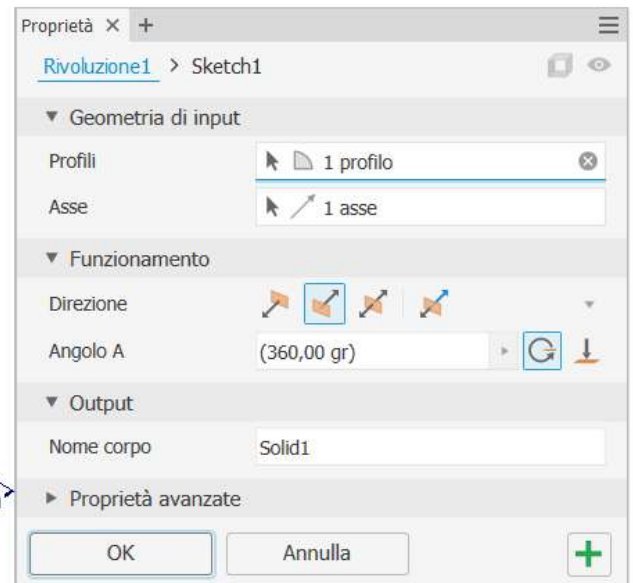 Proprietà × +
Rivoluzione1 > Sketch1
Geometria di input
Profili 1 profilo
Asse 1 asse
Funzionamento
Direzione
Angolo A (360,00 gr)
Output
Nome corpo Solid1
Proprietà avanzate
OK Annulla